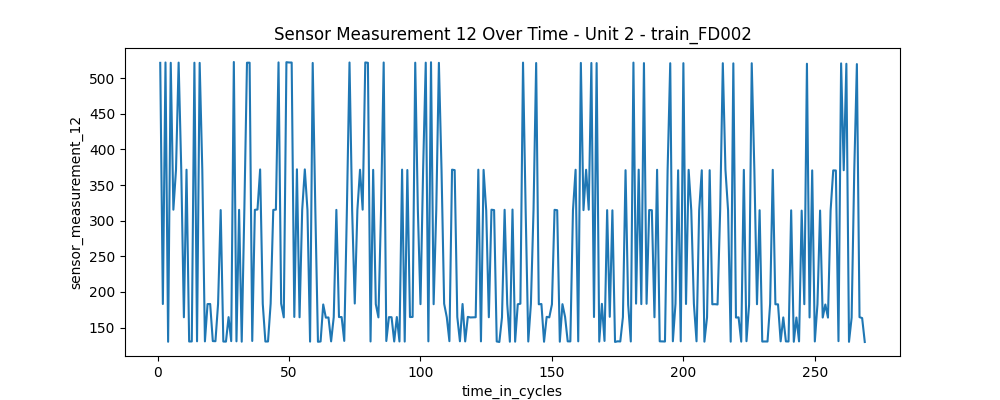 Sensor Measurement 12 Over Time - Unit 2 - train_FD002
500
450
400
350
300
250
200
150
sensor_measurement_12
0 50 100 150 200 250
time_in_cycles